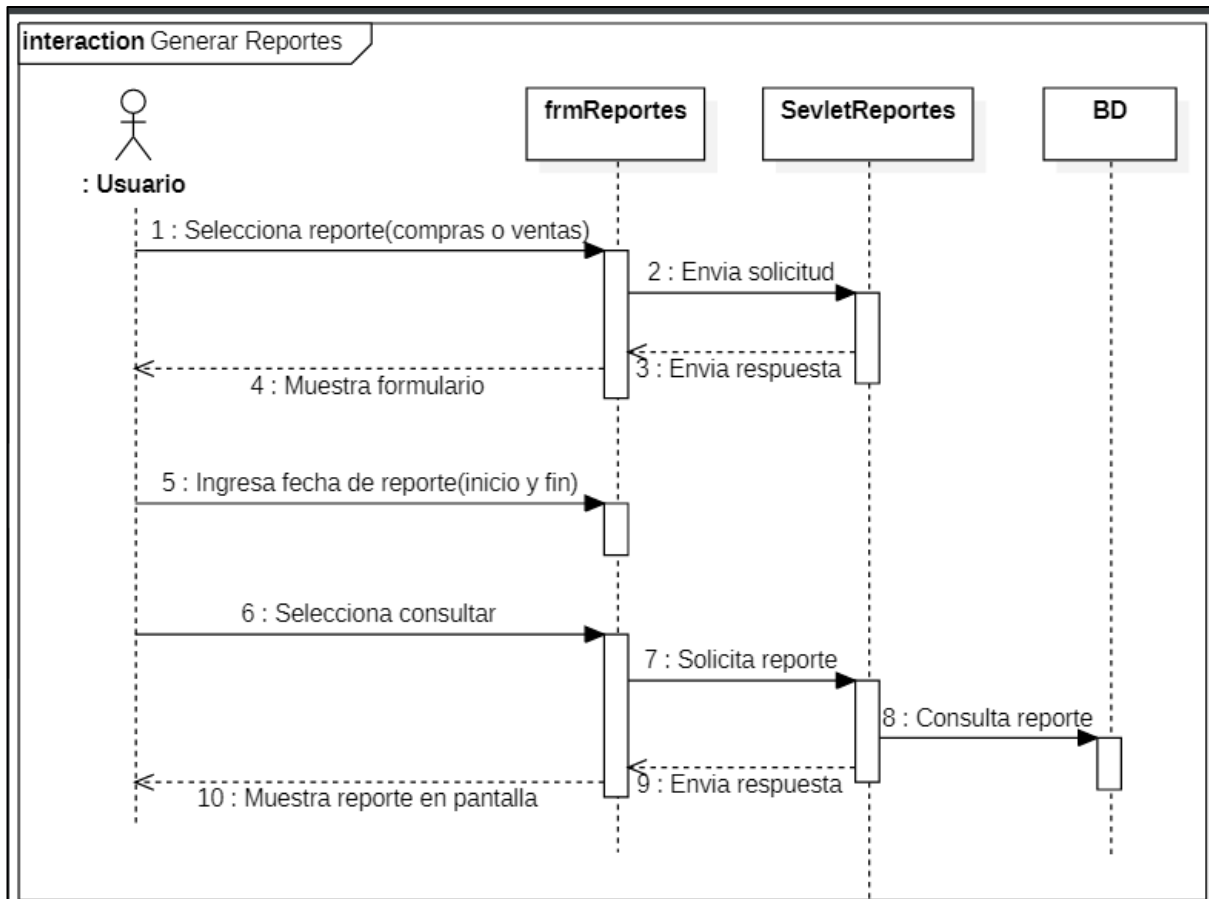 interaction Generar Reportes
frmReportes
SevletReportes
BD
: Usuario
1 : Selecciona reporte(compras o ventas)
2 : Envia solicitud
3 : Envia respuesta
4 : Muestra formulario
5 : Ingresa fecha de reporte(inicio y fin)
6 : Selecciona consultar
7 : Solicita reporte
8 : Consulta reporte
9 : Envia respuesta
10 : Muestra reporte en pantalla